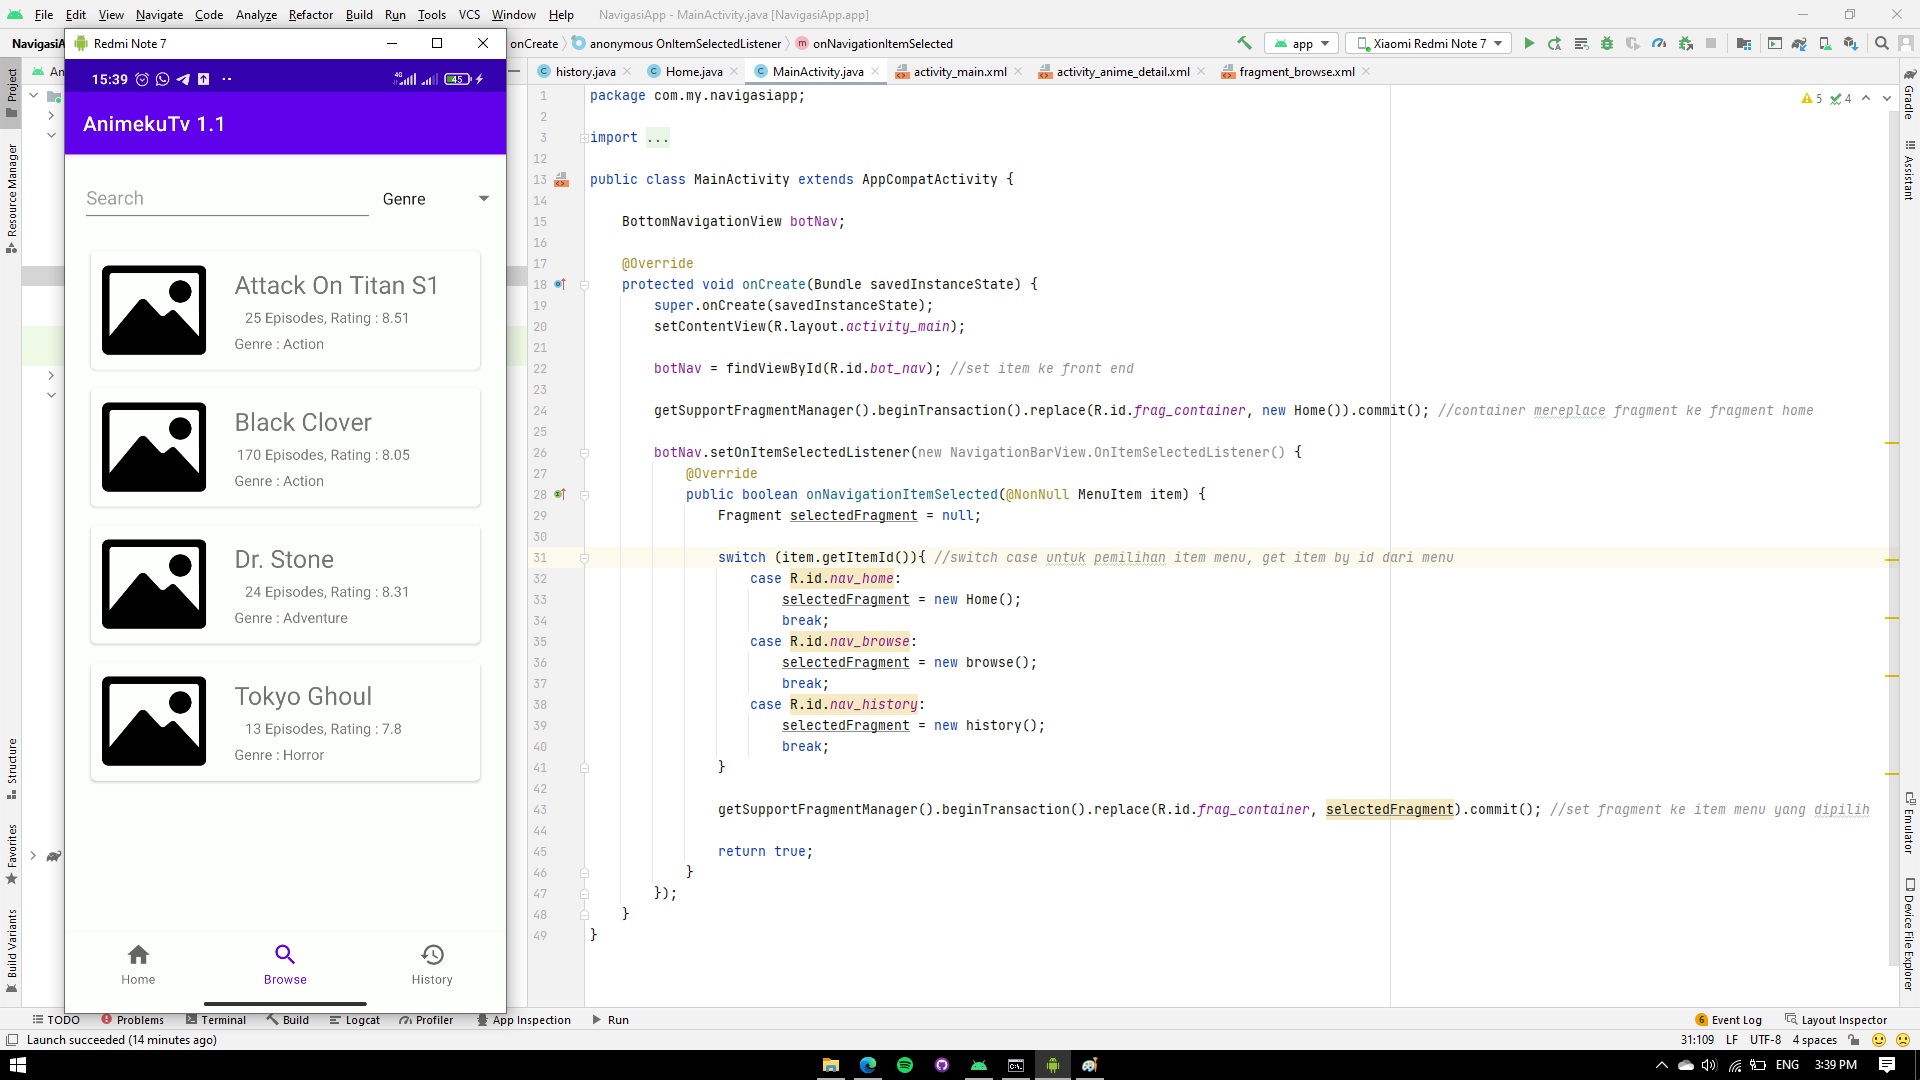 File Edit View Navigate Code Analyze Refactor Build Run Tools VCS Window Help NavigasiApp - MainActivity.java [NavigasiApp.app]
NavigasiA
Redmi Note 7
onCreate anonymous OnItemSelectedListener onNavigationItemSelected
app Xiaomi Redmi Note 7
An
history.java Home.java MainActivity.java activity_main.xml activity_anime_detail.xml fragment_browse.xml
Project
Resource Manager
Structure
Favorites
Build Variants
15:39 4G 45
AnimekuTv 1.1
Search Genre
Attack On Titan S1
25 Episodes, Rating : 8.51
Genre : Action
Black Clover
170 Episodes, Rating : 8.05
Genre : Action
Dr. Stone
24 Episodes, Rating : 8.31
Genre : Adventure
Tokyo Ghoul
13 Episodes, Rating : 7.8
Genre : Horror
Home Browse History
5 4
1 package com.my.navigasiapp;
2
3 import ...
12
13 public class MainActivity extends AppCompatActivity {
14
15 BottomNavigationView botNav;
16
17 @Override
18 protected void onCreate(Bundle savedInstanceState) {
19 super.onCreate(savedInstanceState);
20 setContentView(R.layout.activity_main);
21
22 botNav = findViewById(R.id.bot_nav); //set item ke front end
23
24 getSupportFragmentManager().beginTransaction().replace(R.id.frag_container, new Home()).commit(); //container mereplace fragment ke fragment home
25
26 botNav.setOnItemSelectedListener(new NavigationBarView.OnItemSelectedListener() {
27 @Override
28 public boolean onNavigationItemSelected(@NonNull MenuItem item) {
29 Fragment selectedFragment = null;
30
31 switch (item.getItemId()){ //switch case untuk pemilihan item menu, get item by id dari menu
32 case R.id.nav_home:
33 selectedFragment = new Home();
34 break;
35 case R.id.nav_browse:
36 selectedFragment = new browse();
37 break;
38 case R.id.nav_history:
39 selectedFragment = new history();
40 break;
41 }
42
43 getSupportFragmentManager().beginTransaction().replace(R.id.frag_container, selectedFragment).commit(); //set fragment ke item menu yang dipilih
44
45 return true;
46 }
47 });
48 }
49 }
Gradle
Assistant
Emulator
Device File Explorer
TODO Problems Terminal Build Logcat Profiler App Inspection Run 6 Event Log Layout Inspector
Launch succeeded (14 minutes ago) 31:109 LF UTF-8 4 spaces
ENG 3:39 PM